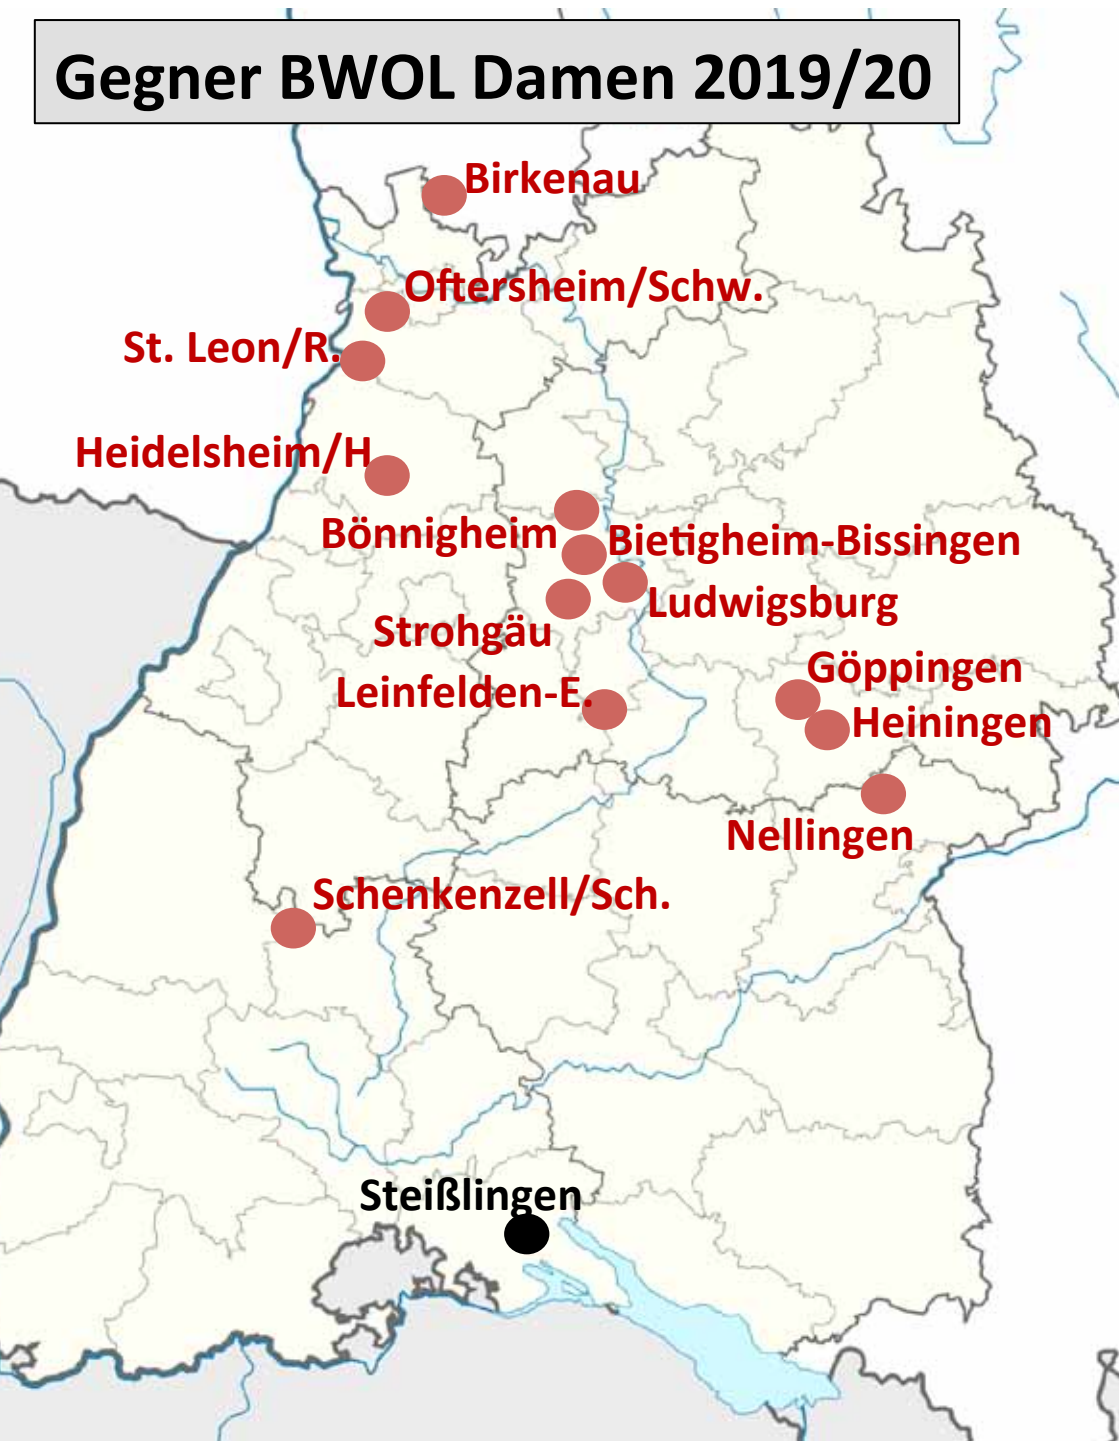 Gegner BWOL Damen 2019/20
Birkenau
Oftersheim/Schw.
St. Leon/R.
Heidelsheim/H
Bönnigheim
Bietigheim-Bissingen
Ludwigsburg
Strohgäu
Göppingen
Leinfelden-E.
Heiningen
Nellingen
Schenkenzell/Sch.
Steißlingen